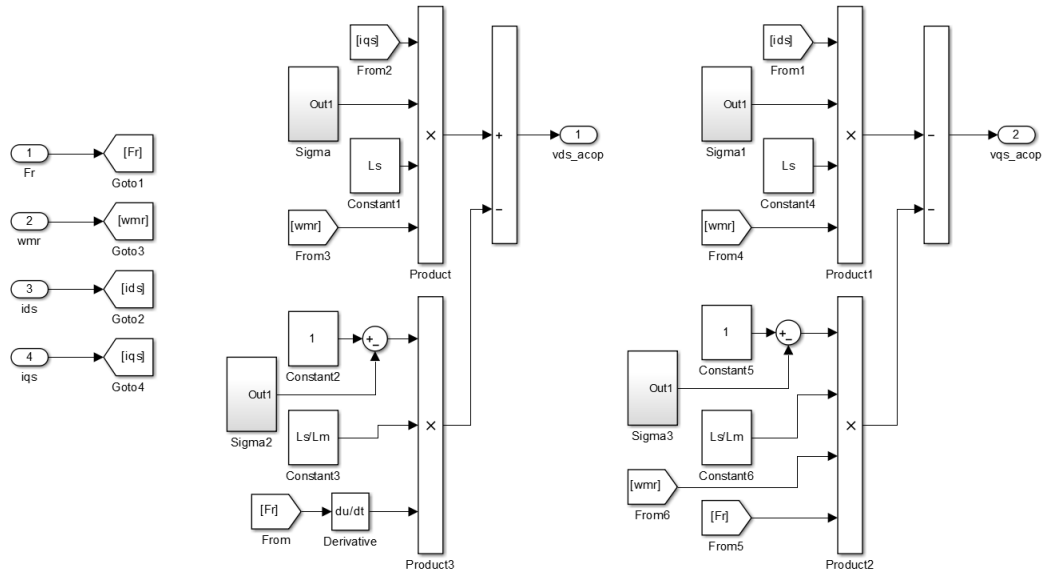 1
Fr
[Fr]
Goto1
2
wmr
[wmr]
Goto3
3
ids
[ids]
Goto2
4
iqs
[iqs]
Goto4
[iqs]
From2
Out1
Sigma
Ls
Constant1
[wmr]
From3
×
Product
+
−
1
vds_acop
1
Constant2
+
−
Out1
Sigma2
Ls/Lm
Constant3
[Fr]
From
du/dt
Derivative
×
Product3
[ids]
From1
Out1
Sigma1
Ls
Constant4
[wmr]
From4
×
Product1
−
−
2
vqs_acop
1
Constant5
+
−
Out1
Sigma3
Ls/Lm
Constant6
[wmr]
From6
[Fr]
From5
×
Product2